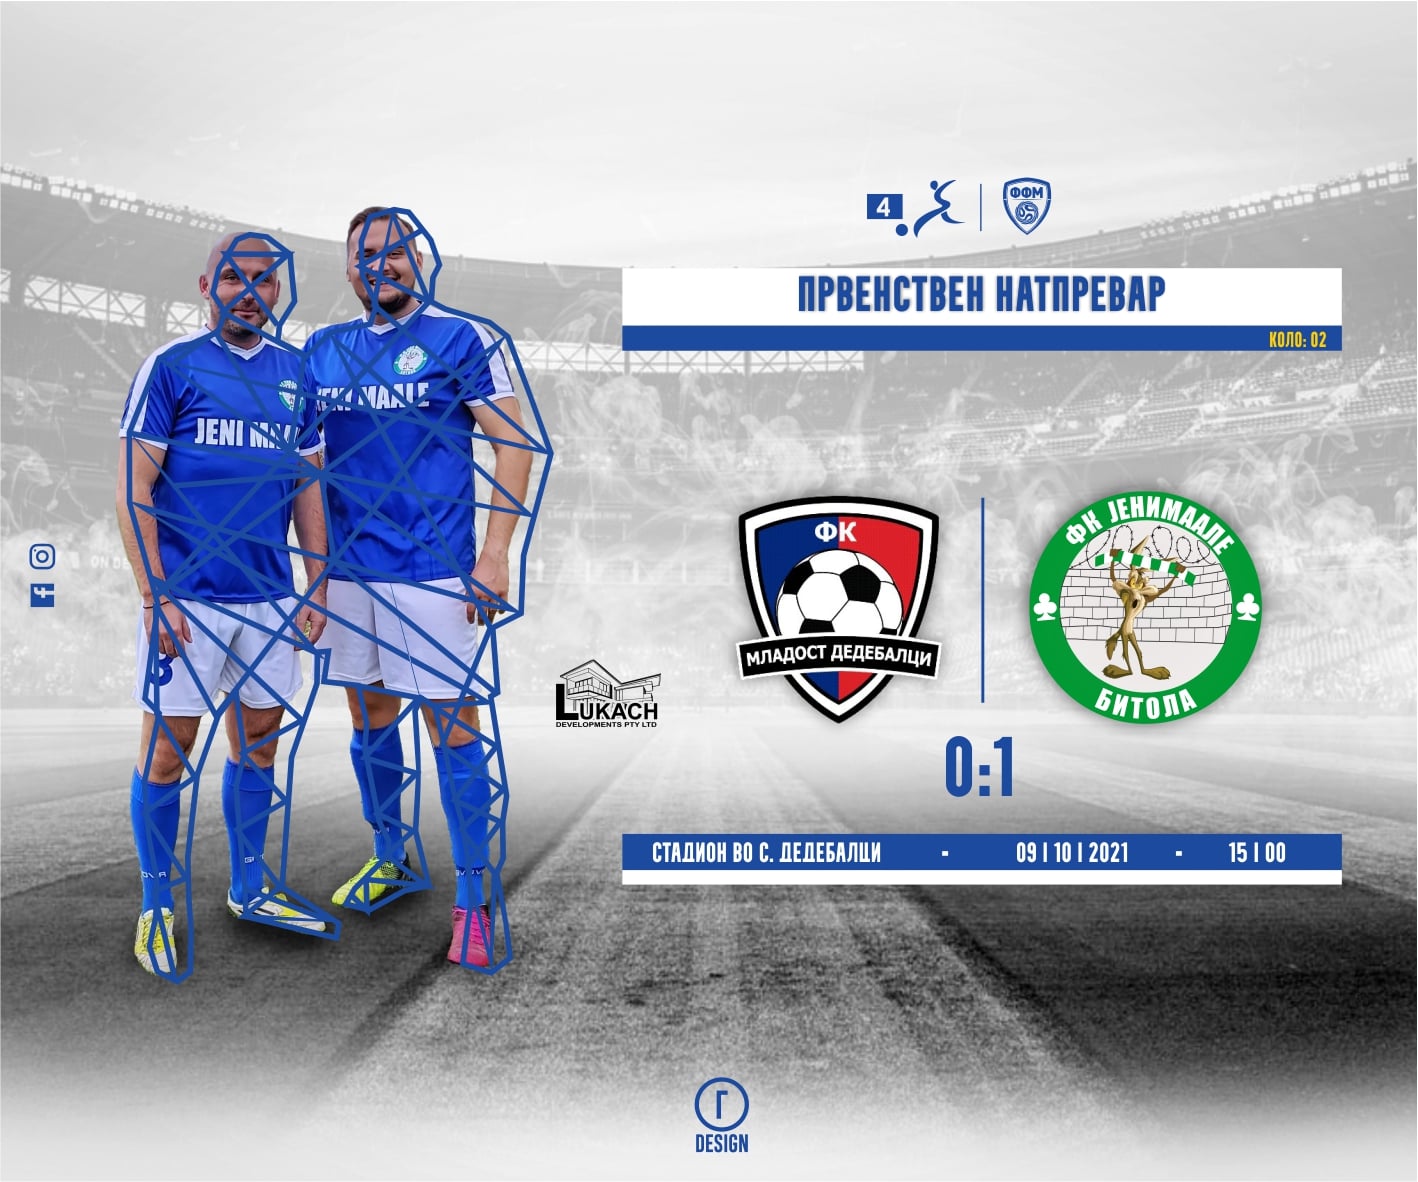 4
ФФМ
ПРВЕНСТВЕН НАТПРЕВАР
КОЛО: 02
JENI MAALE
JENI MAA
ФК
МЛАДОСТ ДЕДЕБАЛЦИ
ФК ЈЕНИМААЛЕ
БИТОЛА
LUKACH
DEVELOPMENTS PTY LTD
0:1
СТАДИОН ВО С. ДЕДЕБАЛЦИ - 09 | 10 | 2021 - 15 | 00
Г
DESIGN